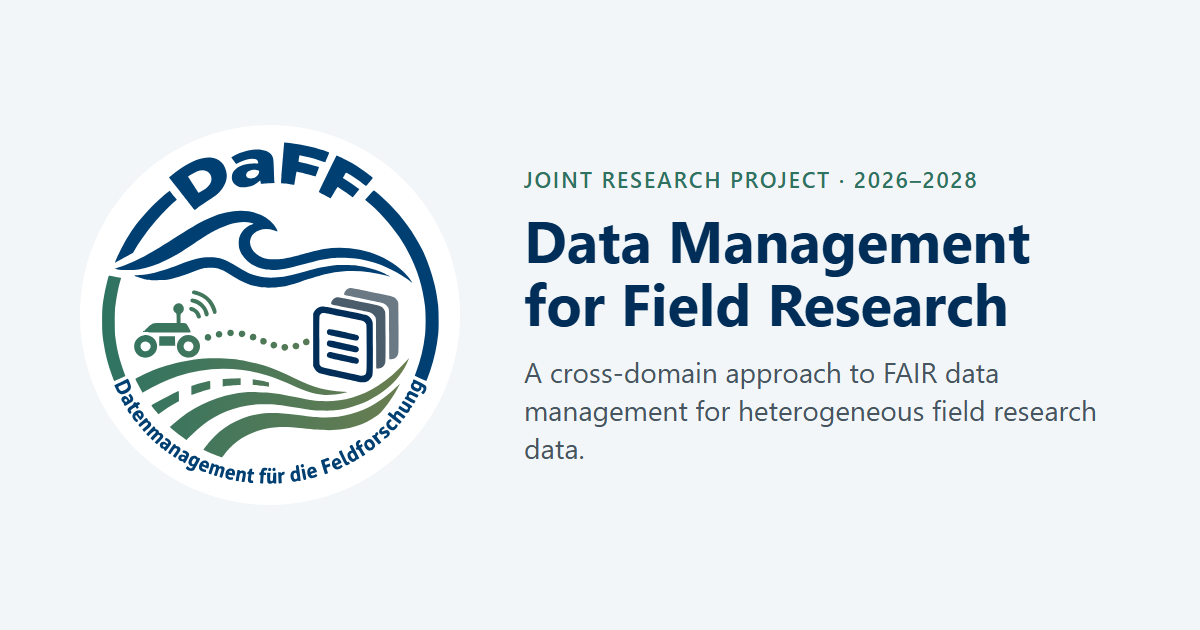 DaFF
Datenmanagement für die Feldforschung
JOINT RESEARCH PROJECT · 2026–2028
Data Management
for Field Research
A cross-domain approach to FAIR data
management for heterogeneous field research
data.